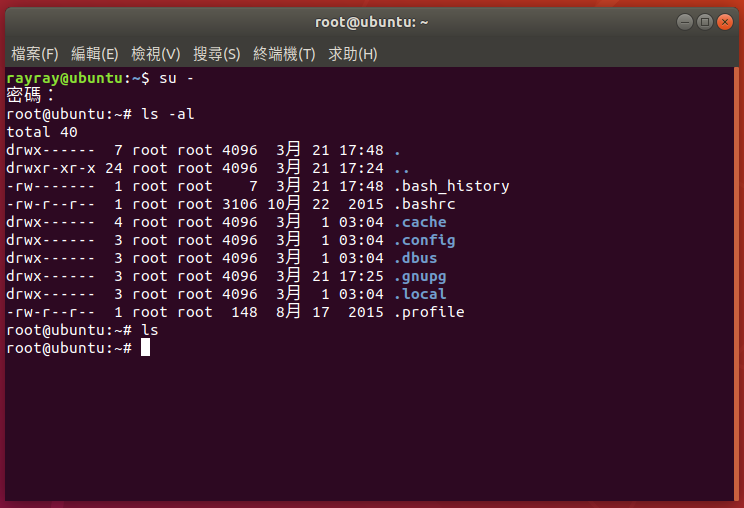 root@ubuntu: ~
檔案(F) 編輯(E) 檢視(V) 搜尋(S) 終端機(T) 求助(H)
rayray@ubuntu:~$ su -
密碼：
root@ubuntu:~# ls -al
total 40
drwx------  7 root root 4096  3月 21 17:48 .
drwxr-xr-x 24 root root 4096  3月 21 17:24 ..
-rw-------  1 root root    7  3月 21 17:48 .bash_history
-rw-r--r--  1 root root 3106 10月 22  2015 .bashrc
drwx------  4 root root 4096  3月  1 03:04 .cache
drwx------  3 root root 4096  3月  1 03:04 .config
drwx------  3 root root 4096  3月  1 03:04 .dbus
drwx------  3 root root 4096  3月 21 17:25 .gnupg
drwx------  3 root root 4096  3月  1 03:04 .local
-rw-r--r--  1 root root  148  8月 17  2015 .profile
root@ubuntu:~# ls
root@ubuntu:~#